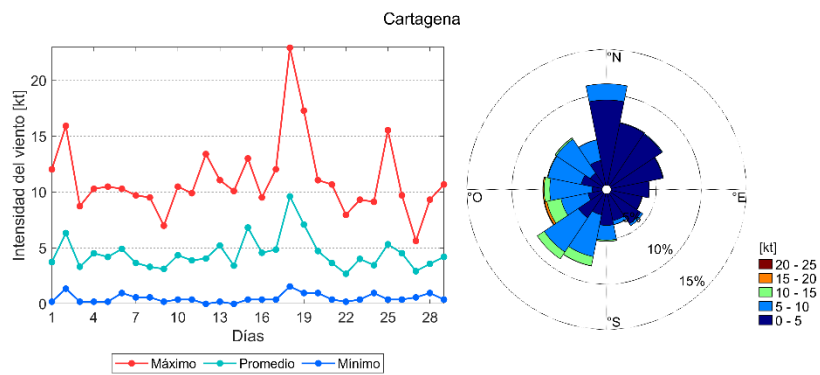 Cartagena
Intensidad del viento [kt]
20
15
10
5
0
1 4 7 10 13 16 19 22 25 28
Días
Máximo Promedio Mínimo
°N
°O
°E
°S
10%
15%
[kt]
20 - 25
15 - 20
10 - 15
5 - 10
0 - 5